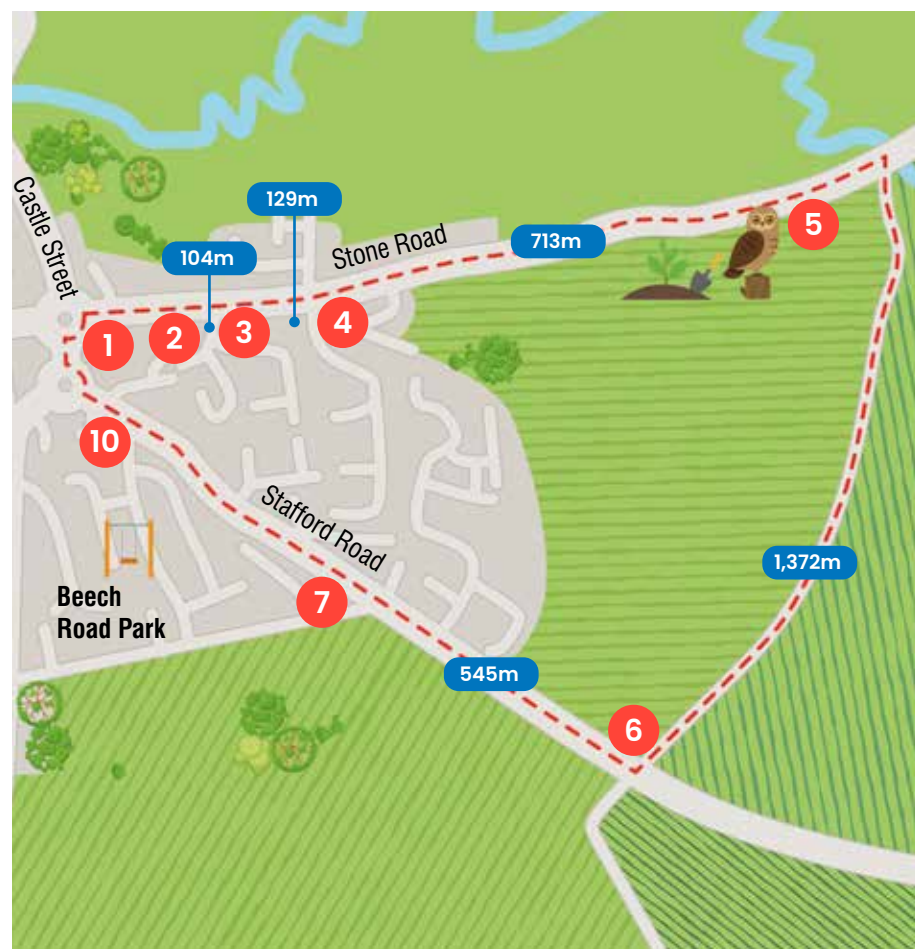 129m
Castle Street
Stone Road
713m
5
104m
1
2
3
4
10
Stafford Road
1,372m
Beech
Road Park
7
545m
6